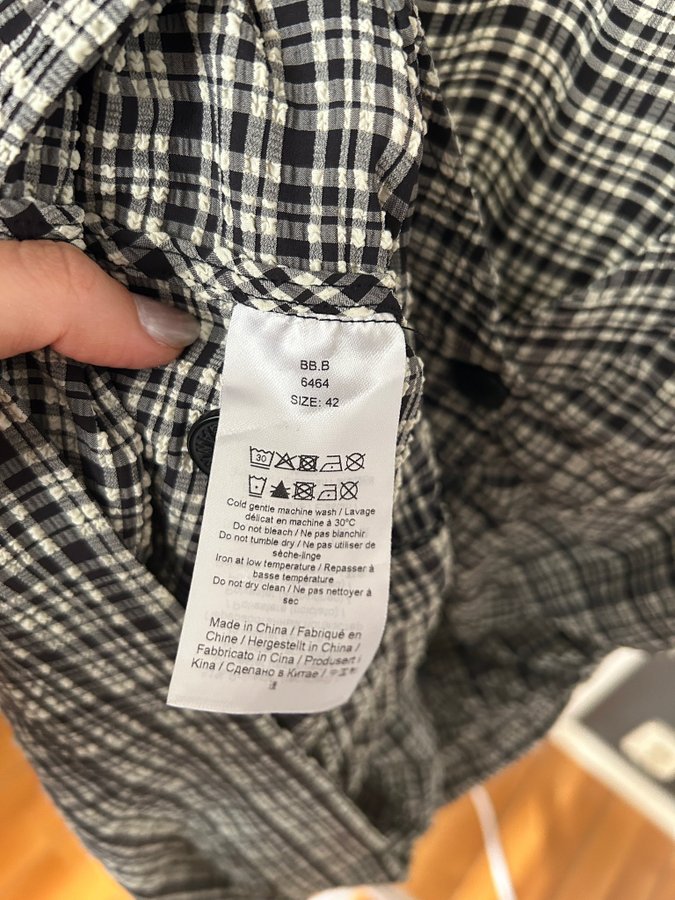 BB.B
6464
SIZE: 42
30
Cold gentle machine wash / Lavage
délicat en machine à 30°C
Do not bleach / Ne pas blanchir
Do not tumble dry / Ne pas utiliser de
sèche-linge
Iron at low temperature / Repasser à
basse température
Do not dry clean / Ne pas nettoyer à
sec
Made in China / Fabriqué en
Chine / Hergestellt in China /
Fabbricato in Cina / Produsert i
Kina / Сделано в Китае /